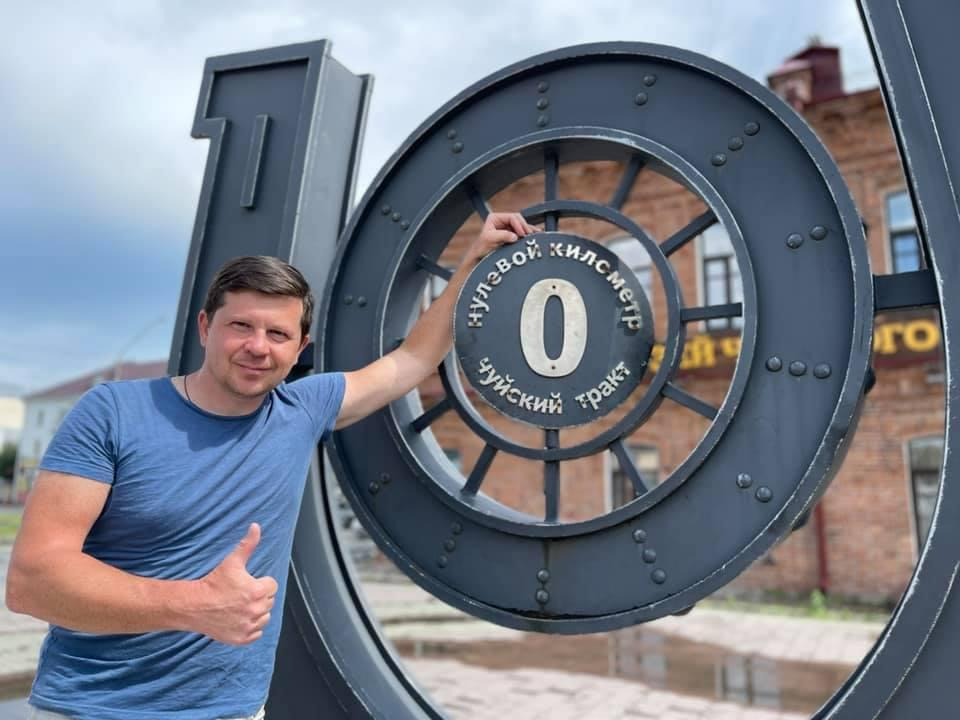 нулевой километр
0
чуйский тракт